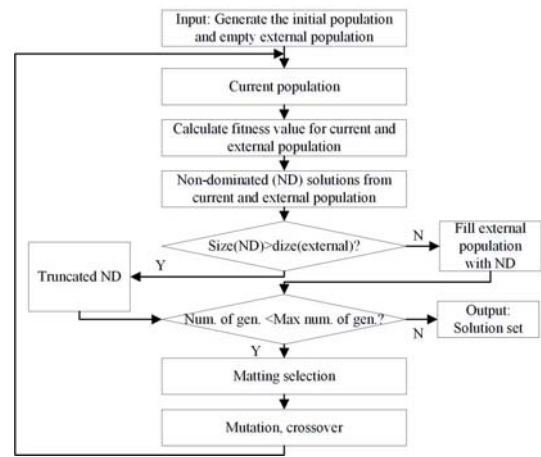 Input: Generate the initial population
and empty external population
Current population
Calculate fitness value for current and
external population
Non-dominated (ND) solutions from
current and external population
Size(ND)>dize(external)?
N
Fill external
population
with ND
Y
Truncated ND
Num. of gen. <Max num. of gen.?
N
Output:
Solution set
Y
Matting selection
Mutation, crossover